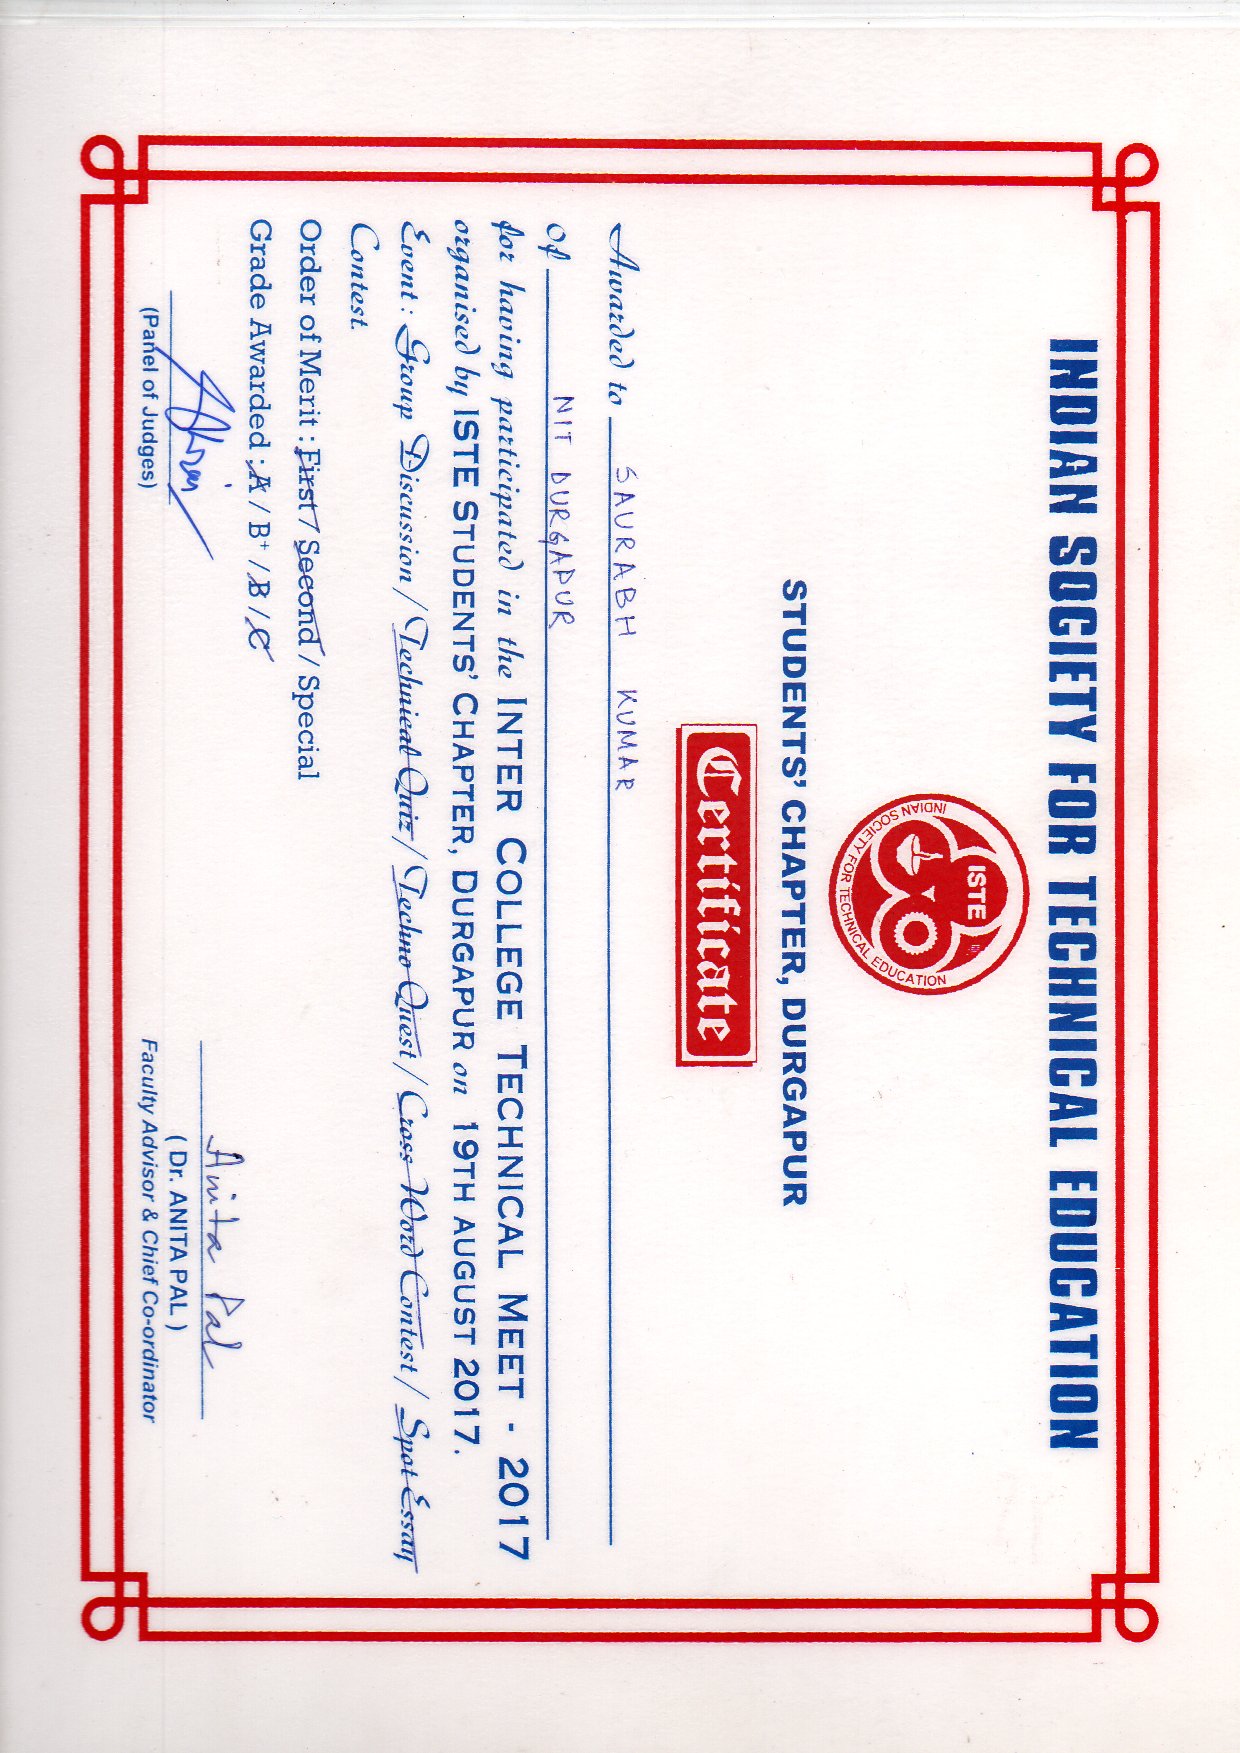 INDIAN SOCIETY FOR TECHNICAL EDUCATION
ISTE
INDIAN SOCIETY FOR TECHNICAL EDUCATION
STUDENTS' CHAPTER, DURGAPUR
Certificate
Awarded to SAURABH KUMAR
of NIT DURGAPUR
for having participated in the INTER COLLEGE TECHNICAL MEET - 2017
organised by ISTE STUDENTS' CHAPTER, DURGAPUR on 19TH AUGUST 2017.
Event : Group Discussion / Technical Quiz / Techno Quest / Cross Word Contest / Spot Essay
Contest.
Order of Merit : First / Second / Special
Grade Awarded : A / B+ / B / C
Anita Pal
(Panel of Judges)
( Dr. ANITA PAL )
Faculty Advisor & Chief Co-ordinator